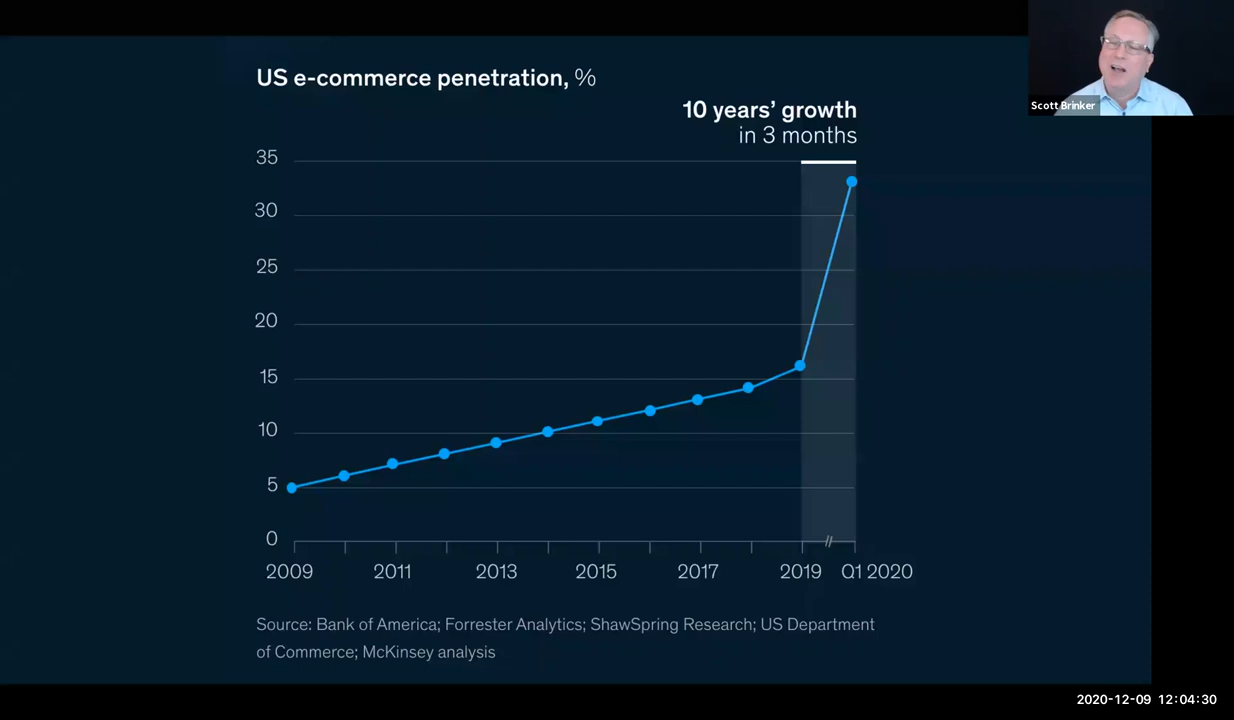 US e-commerce penetration, %
Scott Brinker
10 years' growth
in 3 months
35
30
25
20
15
10
5
0
2009 2011 2013 2015 2017 2019 Q1 2020
Source: Bank of America; Forrester Analytics; ShawSpring Research; US Department
of Commerce; McKinsey analysis
2020-12-09 12:04:30